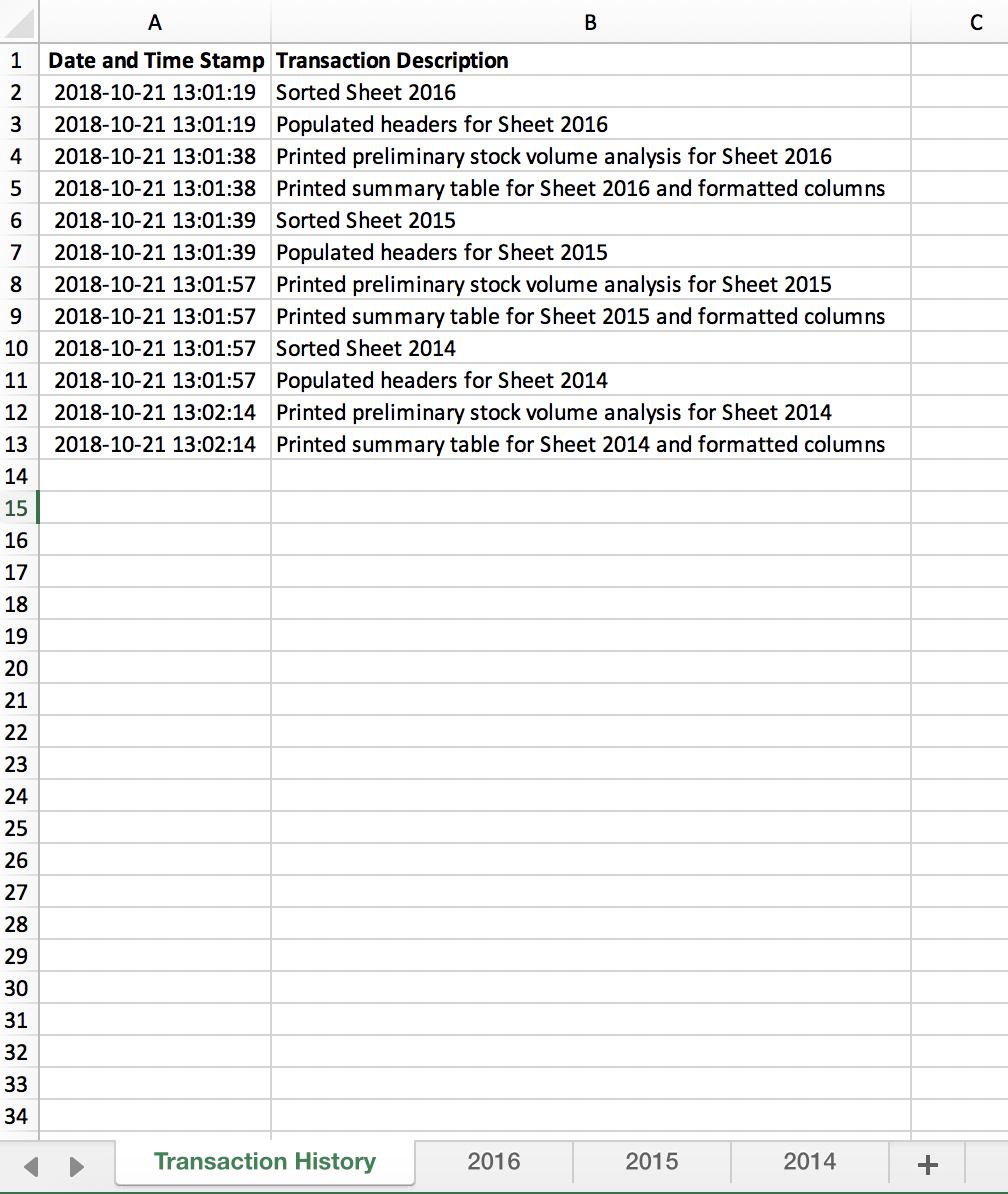 A B C
1 Date and Time Stamp Transaction Description
2 2018-10-21 13:01:19 Sorted Sheet 2016
3 2018-10-21 13:01:19 Populated headers for Sheet 2016
4 2018-10-21 13:01:38 Printed preliminary stock volume analysis for Sheet 2016
5 2018-10-21 13:01:38 Printed summary table for Sheet 2016 and formatted columns
6 2018-10-21 13:01:39 Sorted Sheet 2015
7 2018-10-21 13:01:39 Populated headers for Sheet 2015
8 2018-10-21 13:01:57 Printed preliminary stock volume analysis for Sheet 2015
9 2018-10-21 13:01:57 Printed summary table for Sheet 2015 and formatted columns
10 2018-10-21 13:01:57 Sorted Sheet 2014
11 2018-10-21 13:01:57 Populated headers for Sheet 2014
12 2018-10-21 13:02:14 Printed preliminary stock volume analysis for Sheet 2014
13 2018-10-21 13:02:14 Printed summary table for Sheet 2014 and formatted columns
14
15
16
17
18
19
20
21
22
23
24
25
26
27
28
29
30
31
32
33
34
Transaction History 2016 2015 2014 +